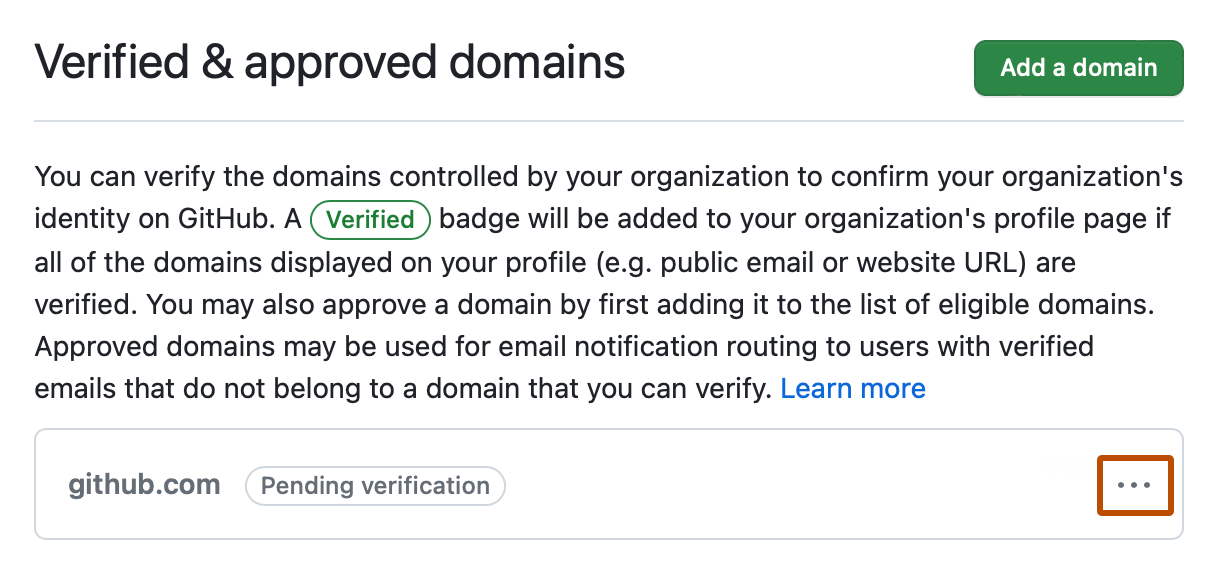 Verified & approved domains
Add a domain
You can verify the domains controlled by your organization to confirm your organization's
identity on GitHub. A Verified badge will be added to your organization's profile page if
all of the domains displayed on your profile (e.g. public email or website URL) are
verified. You may also approve a domain by first adding it to the list of eligible domains.
Approved domains may be used for email notification routing to users with verified
emails that do not belong to a domain that you can verify. Learn more
github.com Pending verification